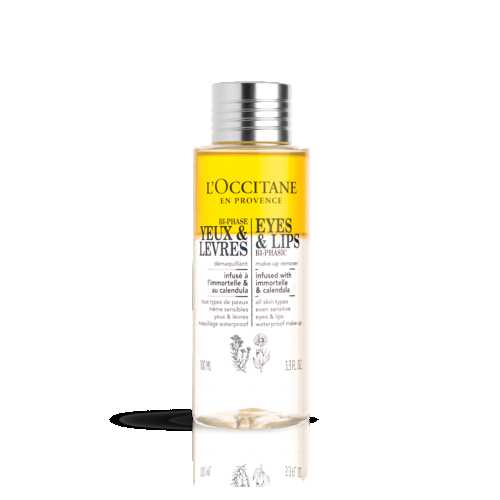 L'OCCITANE
EN PROVENCE
BI-PHASE
YEUX &
LÈVRES
démaquillant
infusé à
l'immortelle &
au calendula
tous types de peaux
même sensibles
yeux & lèvres
maquillage waterproof
EYES
& LIPS
BI-PHASIC
make-up remover
infused with
immortelle
& calendula
all skin types
even sensitive
eyes & lips
waterproof make-up
100 ML
3.3 FL. OZ